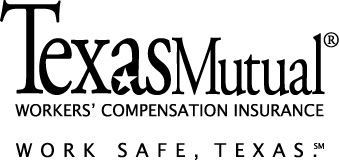 TexasMutual®
WORKERS' COMPENSATION INSURANCE
WORK SAFE, TEXAS.℠